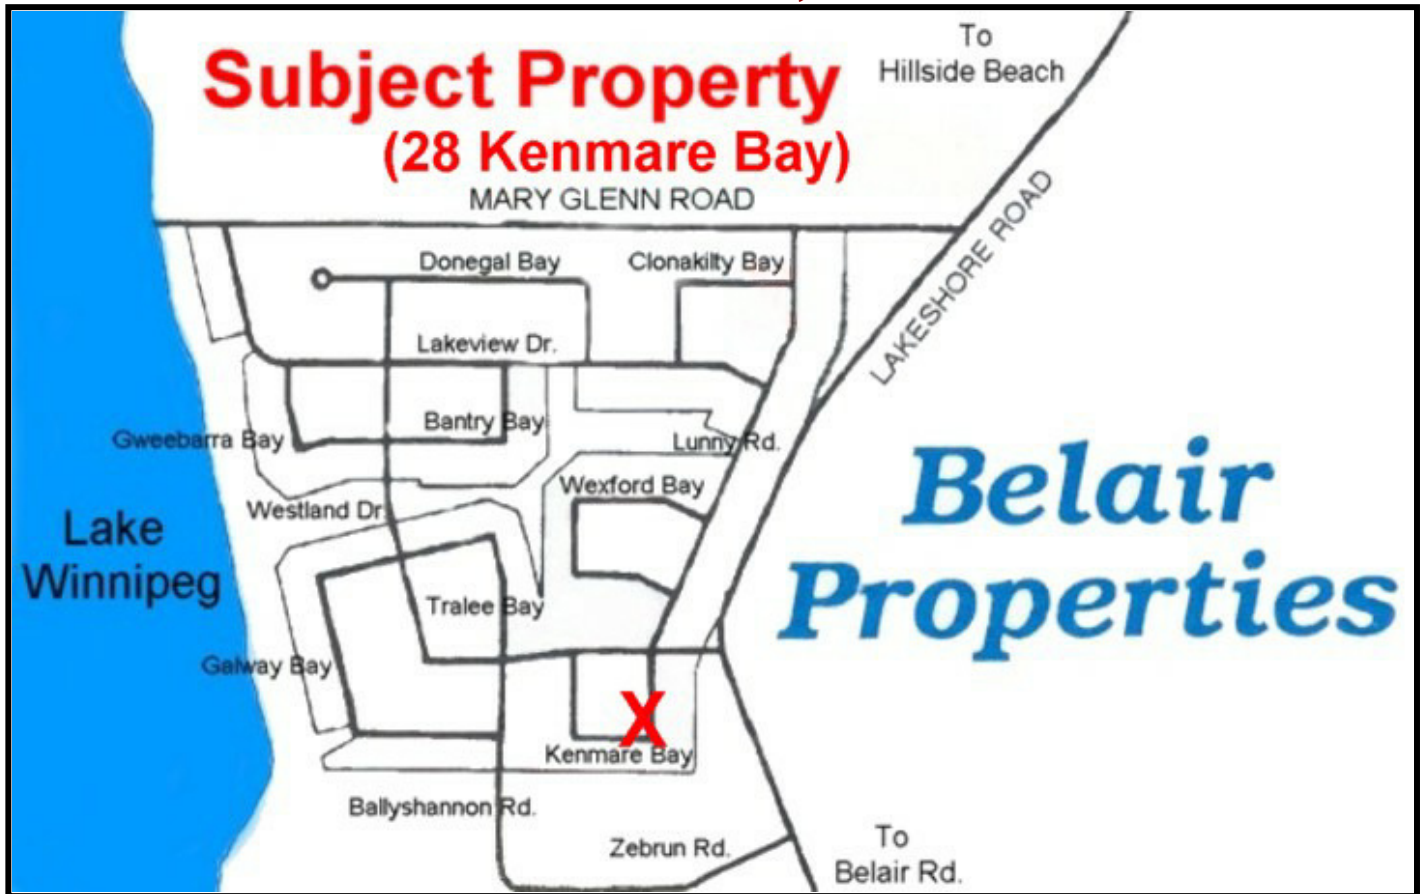 Subject Property
(28 Kenmare Bay)
To
Hillside Beach
MARY GLENN ROAD
LAKESHORE ROAD
Donegal Bay
Clonakilty Bay
Lakeview Dr.
Bantry Bay
Gweebarra Bay
Lunny Rd.
Wexford Bay
Westland Dr.
Lake
Winnipeg
Belair
Properties
Tralee Bay
Galway Bay
X
Kenmare Bay
Ballyshannon Rd.
Zebrun Rd.
To
Belair Rd.